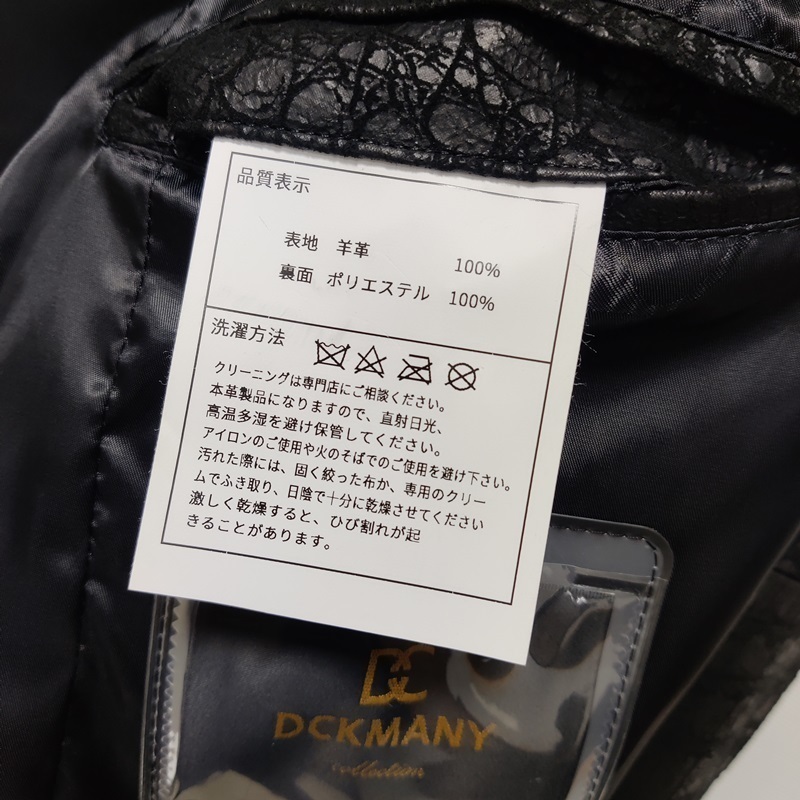 品質表示
表地 羊革 100%
裏面 ポリエステル 100%
洗濯方法
クリーニングは専門店にご相談ください。
本革製品になりますので、直射日光、
高温多湿を避け保管してください。
アイロンのご使用や火のそばでのご使用を避け下さい。
汚れた際には、固く絞った布か、専用のクリー
ムでふき取り、日陰で十分に乾燥させてください
激しく乾燥すると、ひび割れが起
きることがあります。
DC
DCKMANY
collection